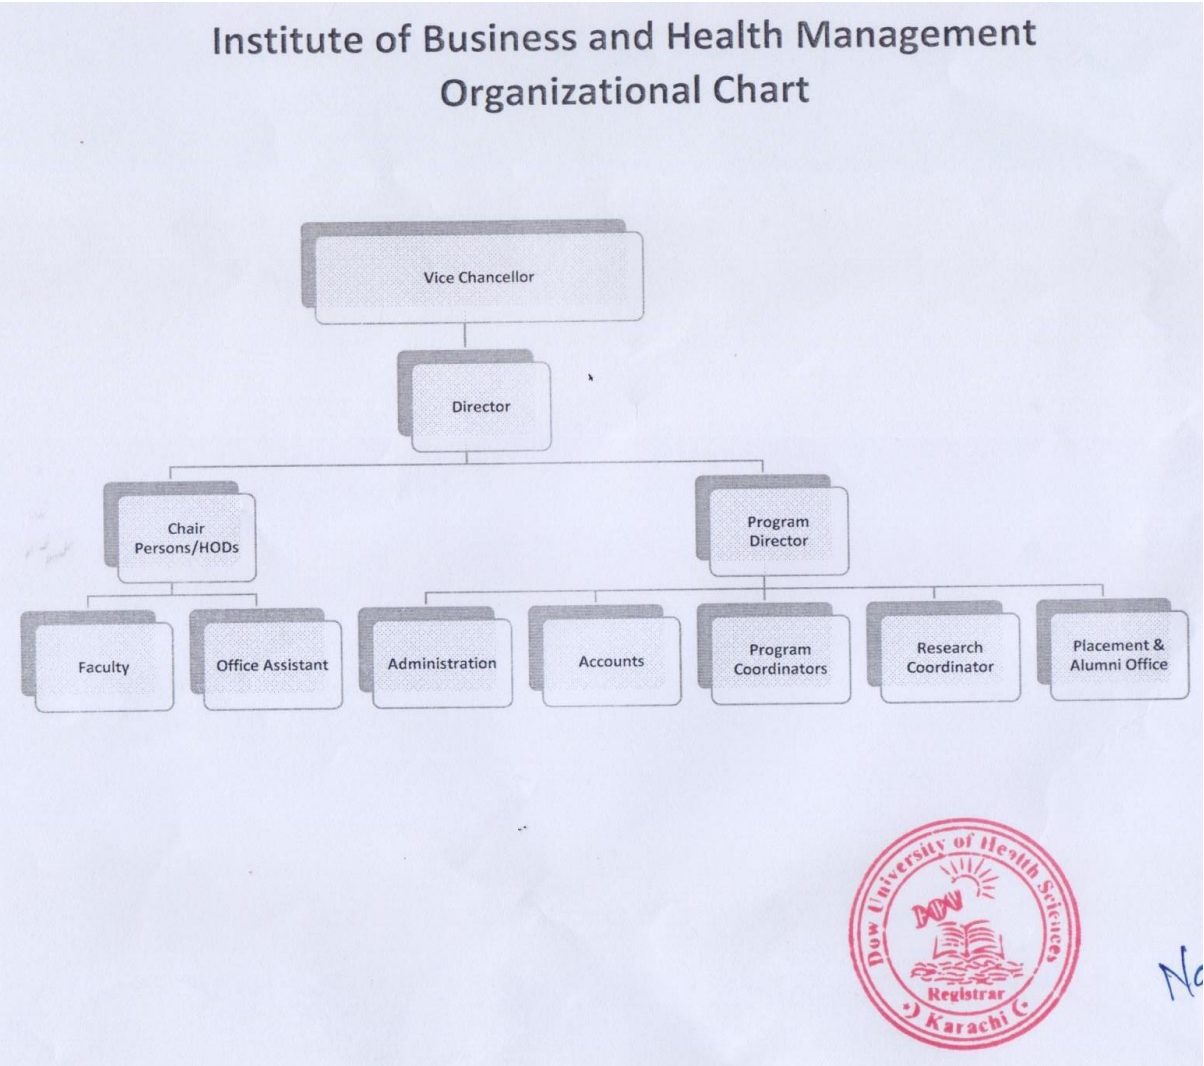 Institute of Business and Health Management
Organizational Chart
Vice Chancellor
Director
Chair
Persons/HODs
Program
Director
Faculty
Office Assistant
Administration
Accounts
Program
Coordinators
Research
Coordinator
Placement &
Alumni Office
Dow University of Health Sciences
DOW
Registrar
Karachi